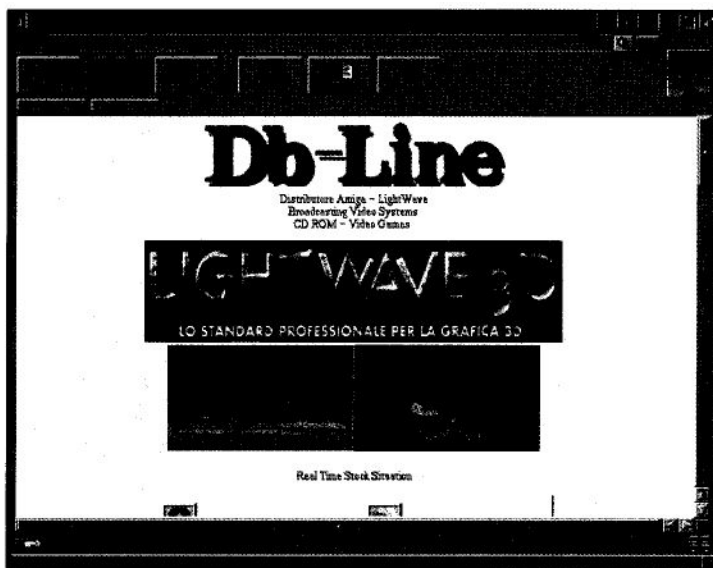 Db-Line
Distributore Amiga - LightWave
Broadcasting Video Systems
CD ROM - Video Games
LIGHTWAVE 3D
LO STANDARD PROFESSIONALE PER LA GRAFICA 3D
Real Time Stock Situation